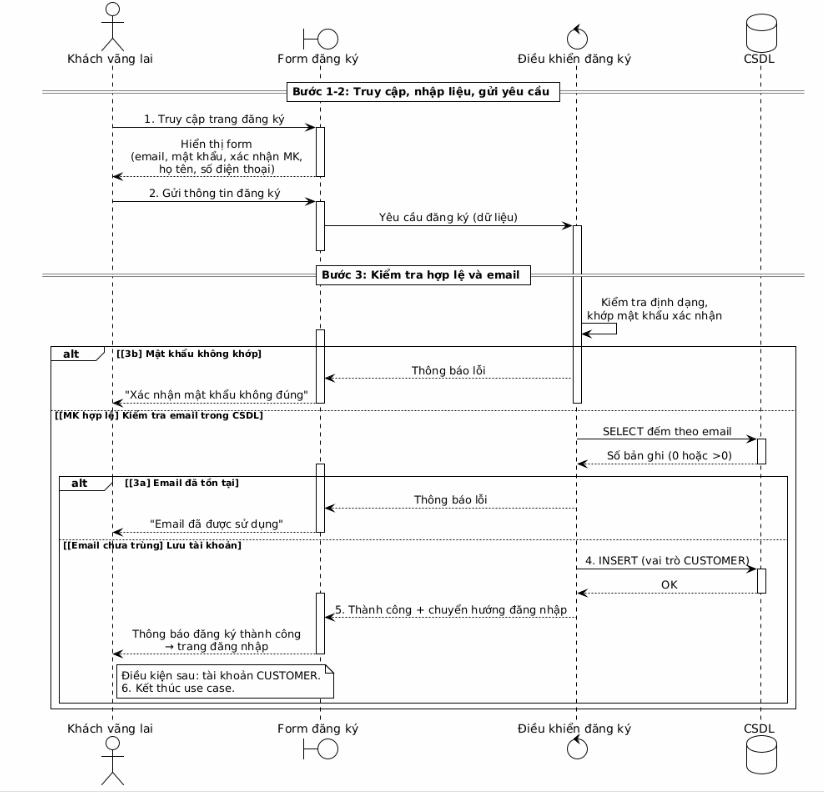 Khách vãng lai
Form đăng ký
Điều khiển đăng ký
CSDL
Bước 1-2: Truy cập, nhập liệu, gửi yêu cầu
1. Truy cập trang đăng ký
Hiển thị form
(email, mật khẩu, xác nhận MK,
họ tên, số điện thoại)
2. Gửi thông tin đăng ký
Yêu cầu đăng ký (dữ liệu)
Bước 3: Kiểm tra hợp lệ và email
Kiểm tra định dạng,
khớp mật khẩu xác nhận
alt
[[3b] Mật khẩu không khớp]
Thông báo lỗi
"Xác nhận mật khẩu không đúng"
[[MK hợp lệ] Kiểm tra email trong CSDL]
SELECT đếm theo email
Số bản ghi (0 hoặc >0)
alt
[[3a] Email đã tồn tại]
Thông báo lỗi
"Email đã được sử dụng"
[[Email chưa trùng] Lưu tài khoản]
4. INSERT (vai trò CUSTOMER)
OK
5. Thành công + chuyển hướng đăng nhập
Thông báo đăng ký thành công
→ trang đăng nhập
Điều kiện sau: tài khoản CUSTOMER.
6. Kết thúc use case.
Khách vãng lai
Form đăng ký
Điều khiển đăng ký
CSDL